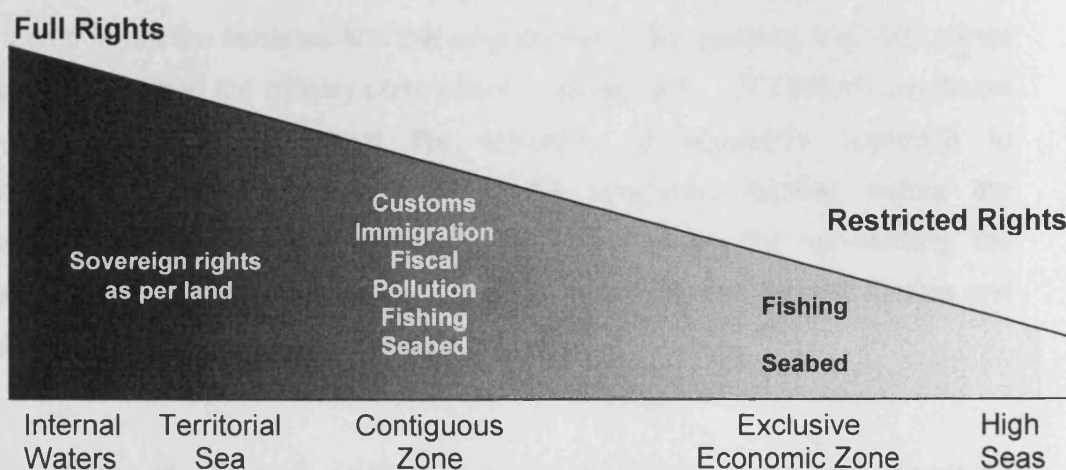 Full Rights
Customs
Immigration
Fiscal
Pollution
Fishing
Seabed
Sovereign rights
as per land
Restricted Rights
Fishing
Seabed
Internal
Waters
Territorial
Sea
Contiguous
Zone
Exclusive
Economic Zone
High
Seas